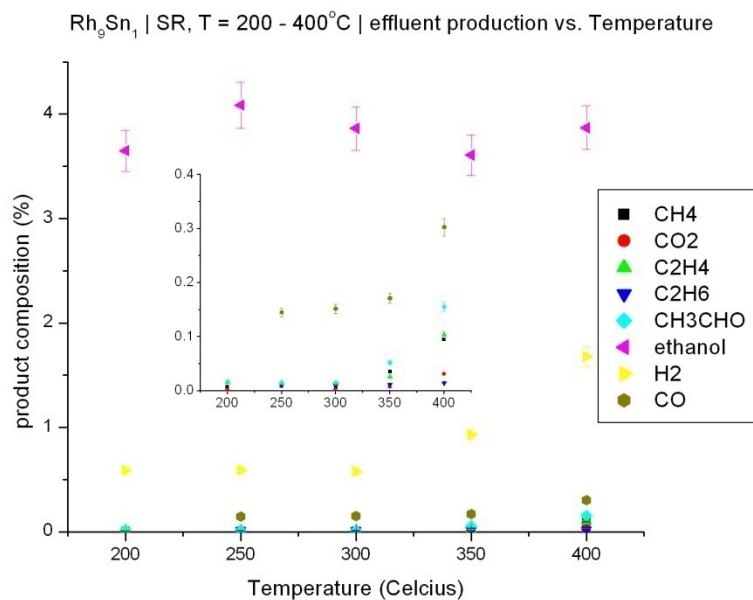 Rh₉Sn₁ | SR, T = 200 - 400°C | effluent production vs. Temperature
product composition (%)
4
3
2
1
0
0.4
0.3
0.2
0.1
0.0
200
250
300
350
400
CH4
CO2
C2H4
C2H6
CH3CHO
ethanol
H2
CO
200
250
300
350
400
Temperature (Celcius)